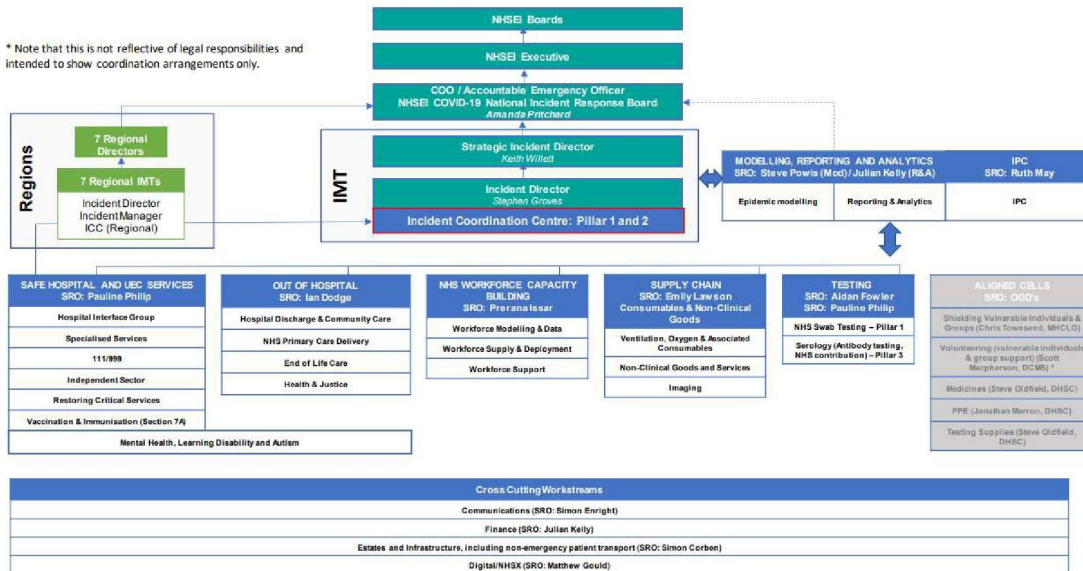 NHSEI Boards
* Note that this is not reflective of legal responsibilities and
intended to show coordination arrangements only.
NHSEI Executive
COO / Accountable Emergency Officer
NHSEI COVID-19 National Incident Response Board
Amanda Pritchard
Regions
7 Regional
Directors
7 Regional IMTs
Incident Director
Incident Manager
ICC (Regional)
IMT
Strategic Incident Director
Keith Willett
Incident Director
Stephen Groves
Incident Coordination Centre: Pillar 1 and 2
MODELLING, REPORTING AND ANALYTICS
SRO: Steve Powis (Mod)/ Julian Kelly (R&A)
IPC
SRO: Ruth May
Epidemic modelling
Reporting & Analytics
IPC
SAFE HOSPITAL AND UEC SERVICES
SRO: Pauline Philip
Hospital Interface Group
Specialised Services
111/999
Independent Sector
Restoring Critical Services
Vaccination & Immunisation (Section 7A)
Mental Health, Learning Disability and Autism
OUT OF HOSPITAL
SRO: Ian Dodge
Hospital Discharge & Community Care
NHS Primary Care Delivery
End of Life Care
Health & Justice
NHS WORKFORCE CAPACITY
BUILDING
SRO: Prerana Issar
Workforce Modelling & Data
Workforce Supply & Deployment
Workforce Support
SUPPLY CHAIN
SRO: Emily Lawson
Consumables & Non-Clinical
Goods
Ventilation, Oxygen & Associated
Consumables
Non-Clinical Goods and Services
Imaging
TESTING
SRO: Aidan Fowler
SRO: Pauline Philip
NHS Swab Testing – Pillar 1
Serology (Antibody testing,
NHS contribution) – Pillar 3
ALIGNED CELLS
SRO: OGD's
Shielding Vulnerable Individuals &
Groups (Chris Townsend, MHCLG)
Volunteering (vulnerable individuals
& group support) (Scott
Macpherson, DCMS) *
Medicines (Steve Oldfield, DHSC)
PPE (Jonathan Marron, DHSC)
Testing Supplies (Steve Oldfield,
DHSC)
Cross Cutting Workstreams
Communications (SRO: Simon Enright)
Finance (SRO: Julian Kelly)
Estates and Infrastructure, including non-emergency patient transport (SRO: Simon Corben)
Digital/NHSX (SRO: Matthew Gould)